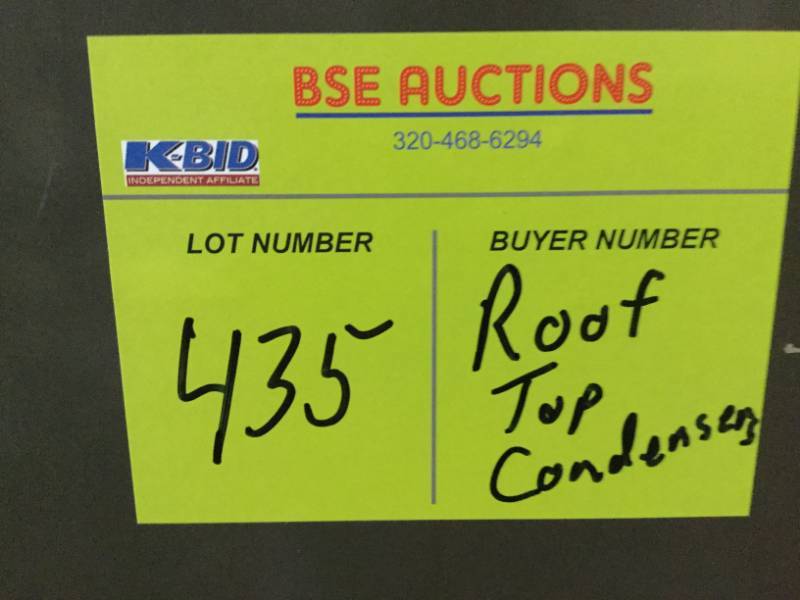 BSE AUCTIONS
320-468-6294
K-BID
INDEPENDENT AFFILIATE
LOT NUMBER
435
BUYER NUMBER
Roof
Top
Condensers